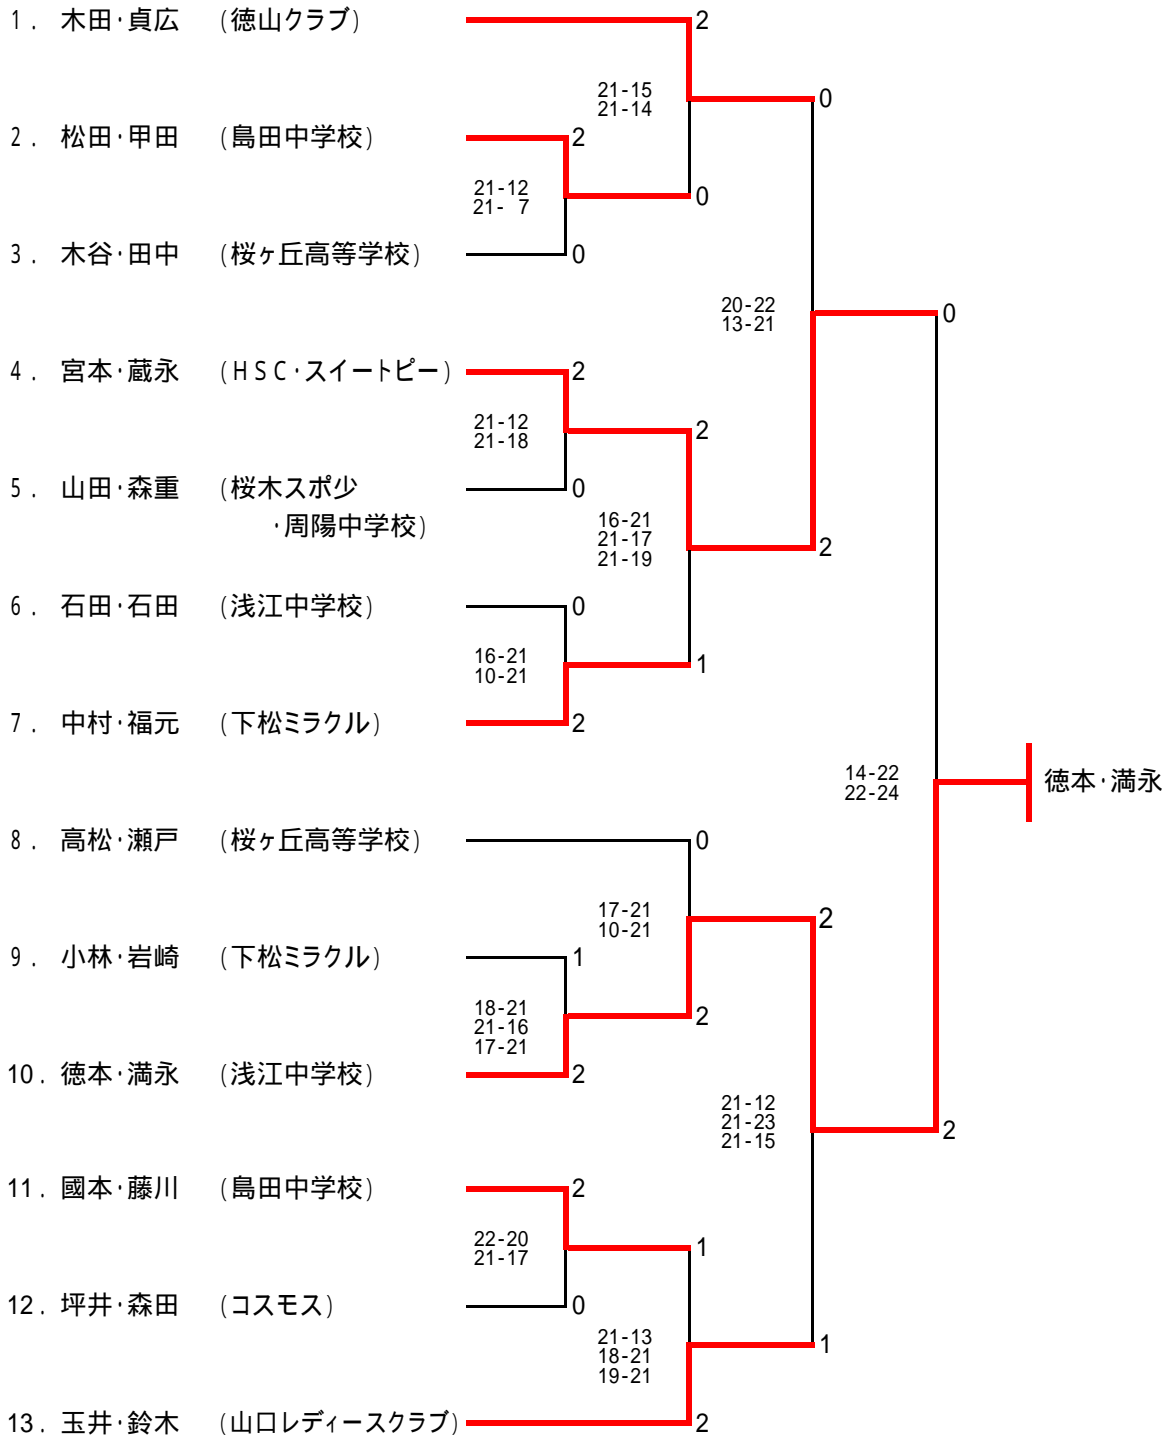 1. 木田・貞広 (徳山クラブ) 2
21-15
21-14
0
2. 松田・甲田 (島田中学校) 2
21-12
21- 7
0
3. 木谷・田中 (桜ヶ丘高等学校) 0
20-22
13-21
0
4. 宮本・蔵永 (HSC・スイートピー) 2
21-12
21-18
2
5. 山田・森重 (桜木スポ少
・周陽中学校) 0
16-21
21-17
21-19
2
6. 石田・石田 (浅江中学校) 0
16-21
10-21
1
7. 中村・福元 (下松ミラクル) 2
14-22
22-24
徳本・満永
8. 高松・瀬戸 (桜ヶ丘高等学校) 0
17-21
10-21
2
9. 小林・岩崎 (下松ミラクル) 1
18-21
21-16
17-21
2
10. 徳本・満永 (浅江中学校) 2
21-12
21-23
21-15
2
11. 國本・藤川 (島田中学校) 2
22-20
21-17
1
12. 坪井・森田 (コスモス) 0
21-13
18-21
19-21
1
13. 玉井・鈴木 (山口レディースクラブ) 2